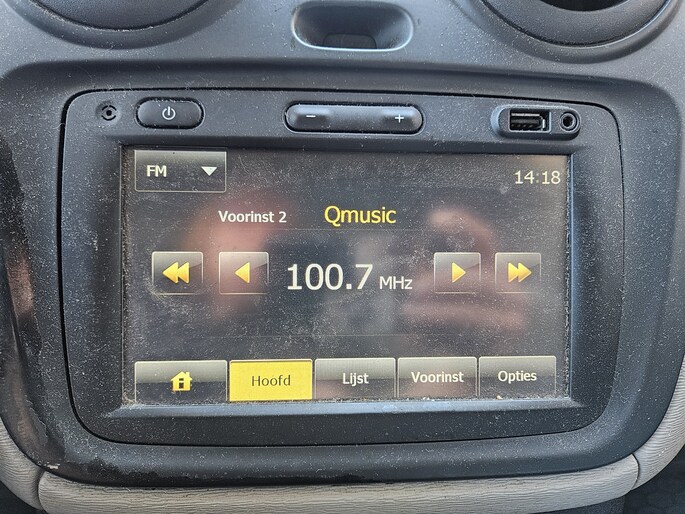 − +
FM
14:18
Voorinst 2 Qmusic
100.7 MHz
Hoofd Lijst Voorinst Opties